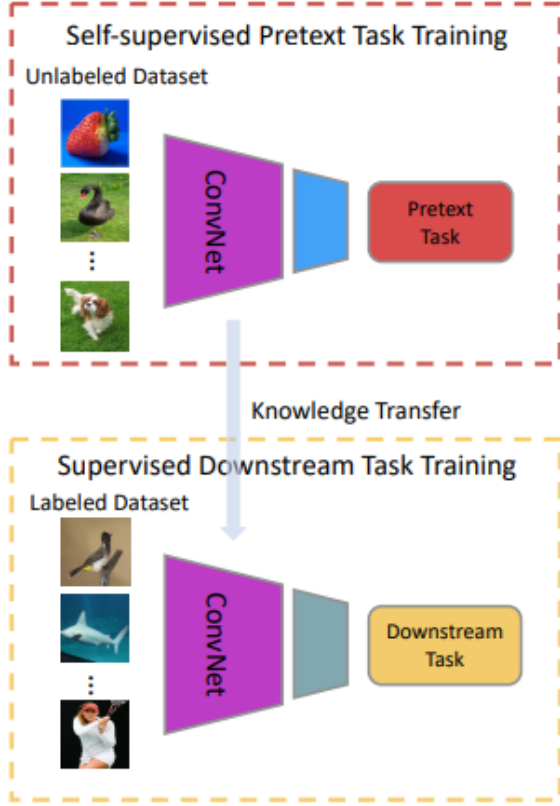 Self-supervised Pretext Task Training
Unlabeled Dataset
ConvNet
Pretext
Task
...
Knowledge Transfer
Supervised Downstream Task Training
Labeled Dataset
ConvNet
Downstream
Task
...